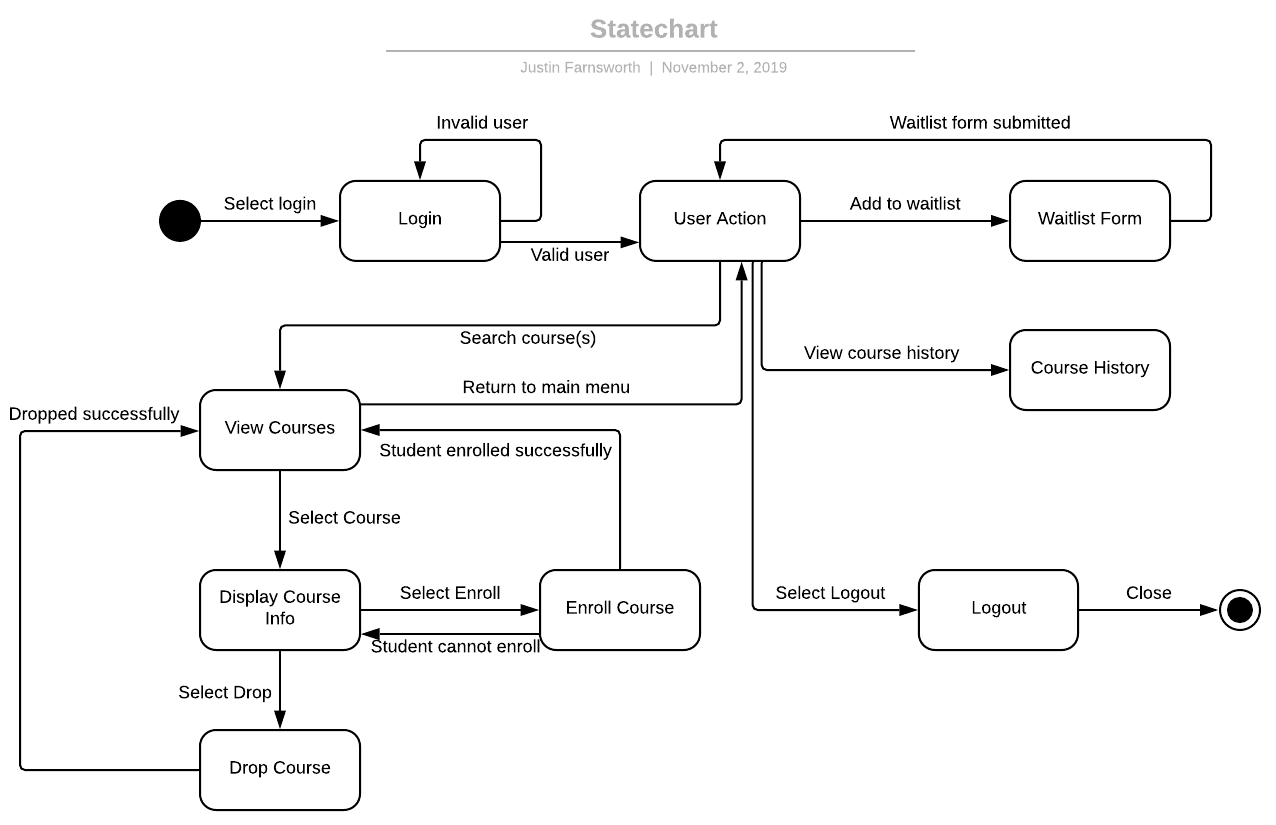 Statechart
Justin Farnsworth | November 2, 2019
Invalid user
Waitlist form submitted
Select login
Login
Valid user
User Action
Add to waitlist
Waitlist Form
Search course(s)
View course history
Course History
Return to main menu
Dropped successfully
View Courses
Student enrolled successfully
Select Course
Display Course
Info
Select Enroll
Enroll Course
Student cannot enroll
Select Logout
Logout
Close
Select Drop
Drop Course